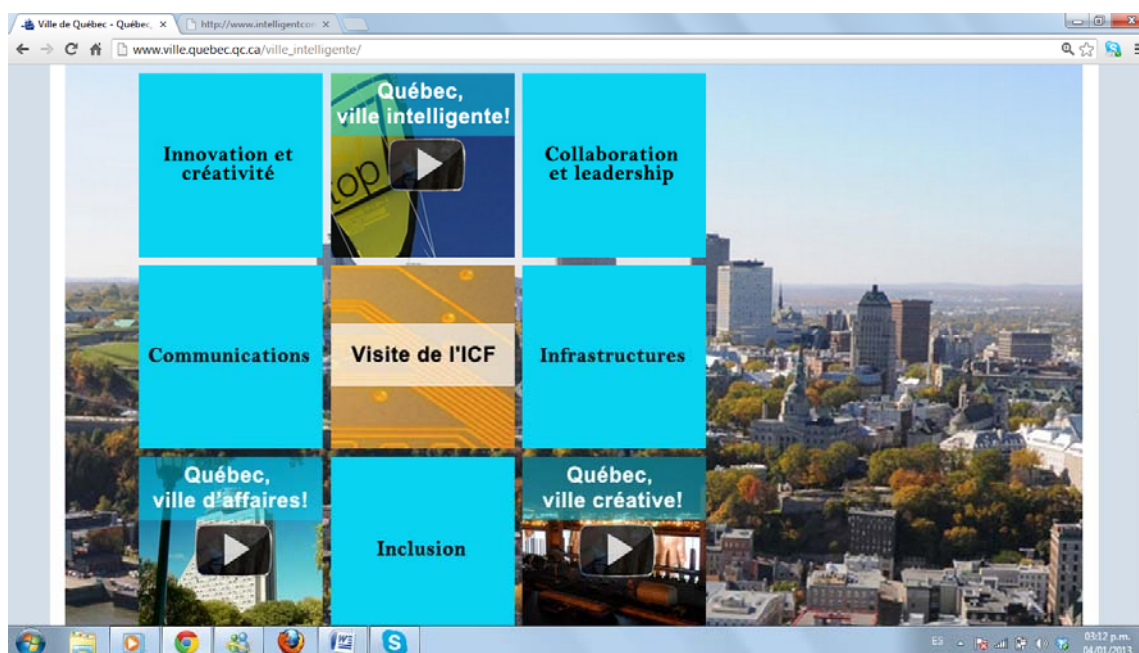 Ville de Québec - Québec,
http://www.intelligentcor
www.ville.quebec.qc.ca/ville_intelligente/
Innovation et
créativité
Québec,
ville intelligente!
top
Collaboration
et leadership
Communications
Visite de l'ICF
Infrastructures
Québec,
ville d'affaires!
Inclusion
Québec,
ville créative!
ES
03:12 p.m.
04/01/2013